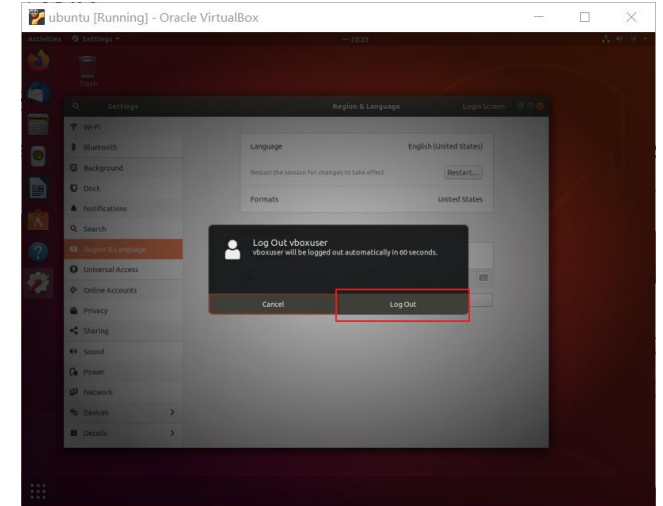 ubuntu [Running] - Oracle VirtualBox
Activities Settings
22:23
Trash
Settings Region & Language Login Screen
Wi-Fi
Bluetooth
Background
Dock
Notifications
Search
Region & Language
Universal Access
Online Accounts
Privacy
Sharing
Sound
Power
Network
Devices
Details
Language English (United States)
Restart the session for changes to take effect Restart...
Formats United States
Log Out vboxuser
vboxuser will be logged out automatically in 60 seconds.
Cancel Log Out